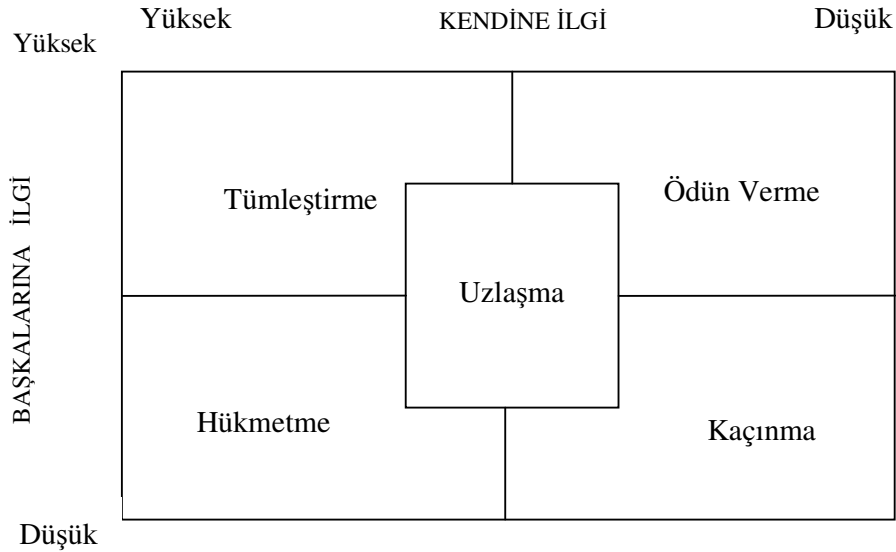 Yüksek KENDİNE İLGİ Düşük
Yüksek
BAŞKALARINA İLGİ
Tümleştirme
Ödün Verme
Uzlaşma
Hükmetme
Kaçınma
Düşük